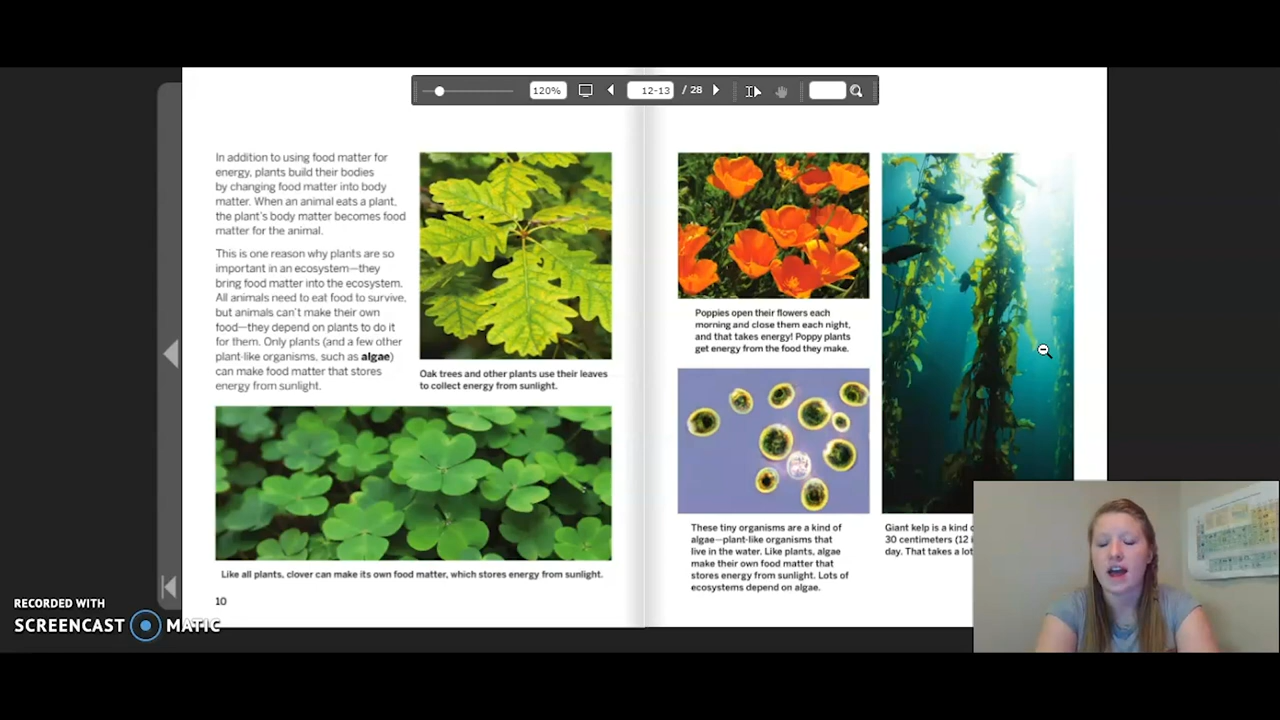 120%
12-13 / 28
In addition to using food matter for
energy, plants build their bodies
by changing food matter into body
matter. When an animal eats a plant,
the plant's body matter becomes food
matter for the animal.
This is one reason why plants are so
important in an ecosystem—they
bring food matter into the ecosystem.
All animals need to eat food to survive,
but animals can't make their own
food—they depend on plants to do it
for them. Only plants (and a few other
plant-like organisms, such as algae)
can make food matter that stores
energy from sunlight.
Oak trees and other plants use their leaves
to collect energy from sunlight.
Like all plants, clover can make its own food matter, which stores energy from sunlight.
10
Poppies open their flowers each
morning and close them each night,
and that takes energy! Poppy plants
get energy from the food they make.
These tiny organisms are a kind of
algae—plant-like organisms that
live in the water. Like plants, algae
make their own food matter that
stores energy from sunlight. Lots of
ecosystems depend on algae.
Giant kelp is a kind
30 centimeters (12
day. That takes a lot
RECORDED WITH
SCREENCAST MATIC